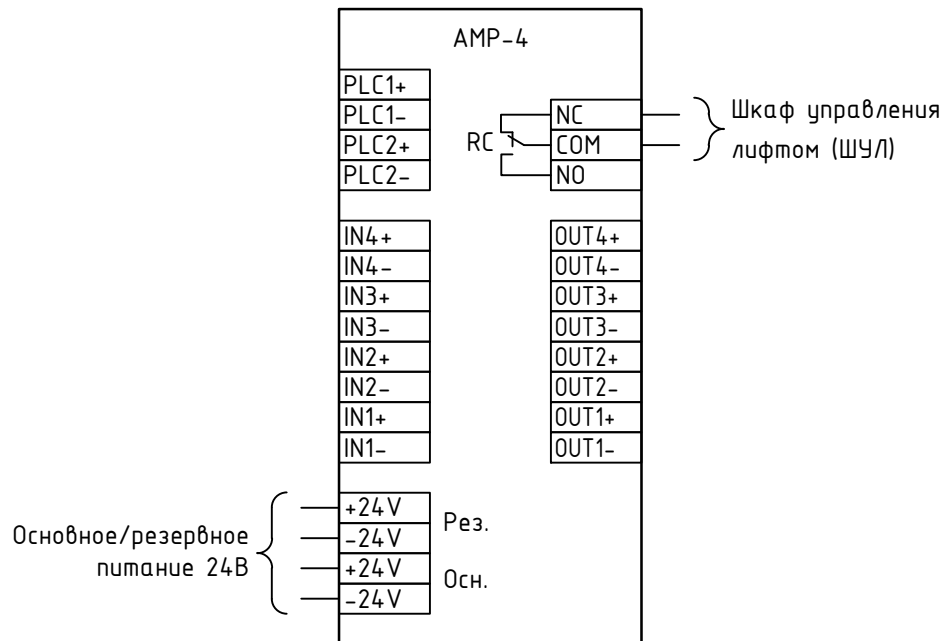 AMP-4
PLC1+
PLC1-
PLC2+
PLC2-
RC
NC
COM
NO
Шкаф управления
лифтом (ШУЛ)
IN4+
IN4-
IN3+
IN3-
IN2+
IN2-
IN1+
IN1-
OUT4+
OUT4-
OUT3+
OUT3-
OUT2+
OUT2-
OUT1+
OUT1-
Основное/резервное
питание 24В
+24V
-24V
+24V
-24V
Рез.
Осн.